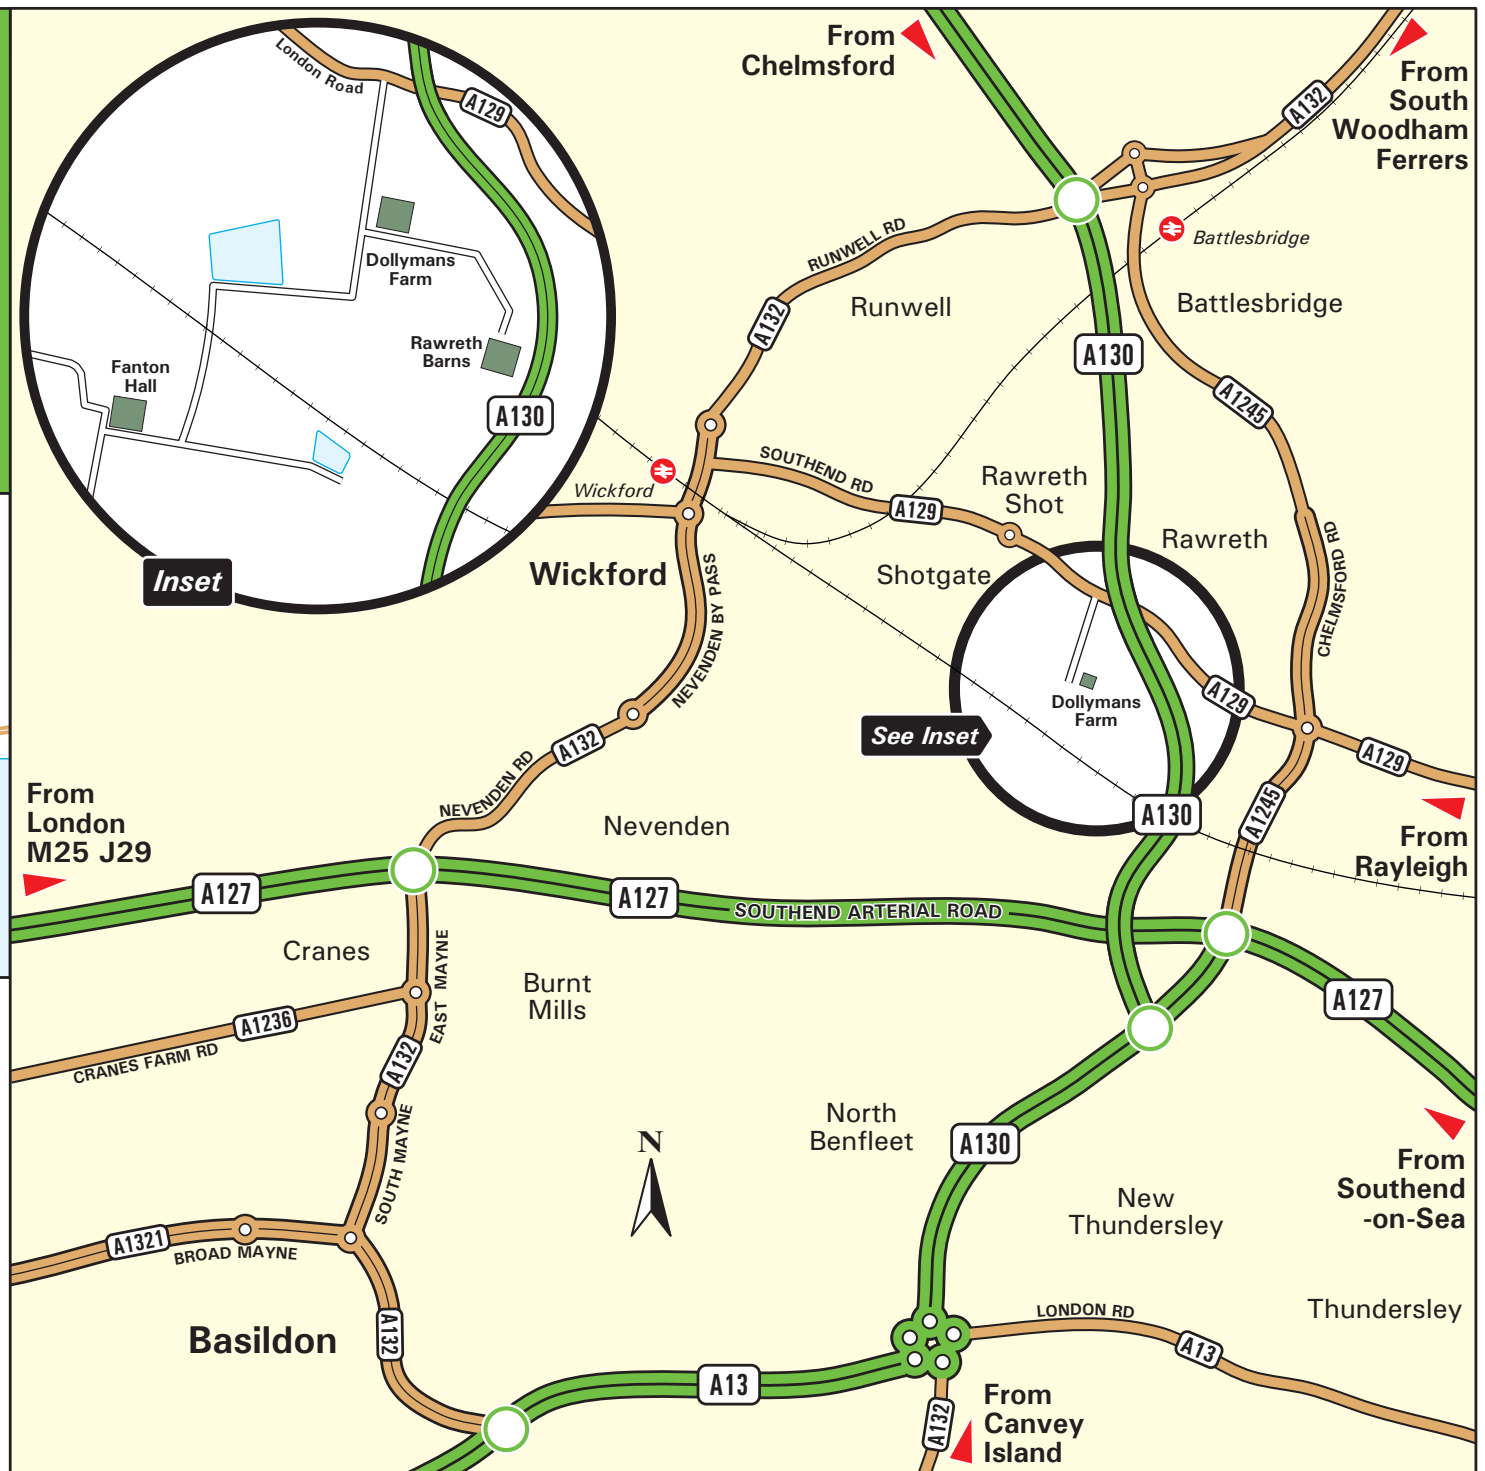 From
Chelmsford
From
South
Woodham
Ferrers
A132
London Road
A129
Dollymans
Farm
Rawreth
Barns
Fanton
Hall
A130
Inset
RUNWELL RD
Battlesbridge
Runwell
Battlesbridge
A132
A130
A1245
SOUTHEND RD
Wickford
A129
Rawreth
Shot
Rawreth
Wickford
Shotgate
CHELMSFORD RD
NEVENDEN BY PASS
Dollymans
Farm
A129
See Inset
A132
A129
NEVENDEN RD
From
London
M25 J29
Nevenden
A130
A1245
From
Rayleigh
A127
A127
SOUTHEND ARTERIAL ROAD
Cranes
EAST MAYNE
Burnt
Mills
A127
A1236
CRANES FARM RD
A132
North
Benfleet
A130
SOUTH MAYNE
N
From
Southend
-on-Sea
New
Thundersley
A1321
BROAD MAYNE
Thundersley
LONDON RD
Basildon
A132
A13
A13
From
Canvey
Island
A132